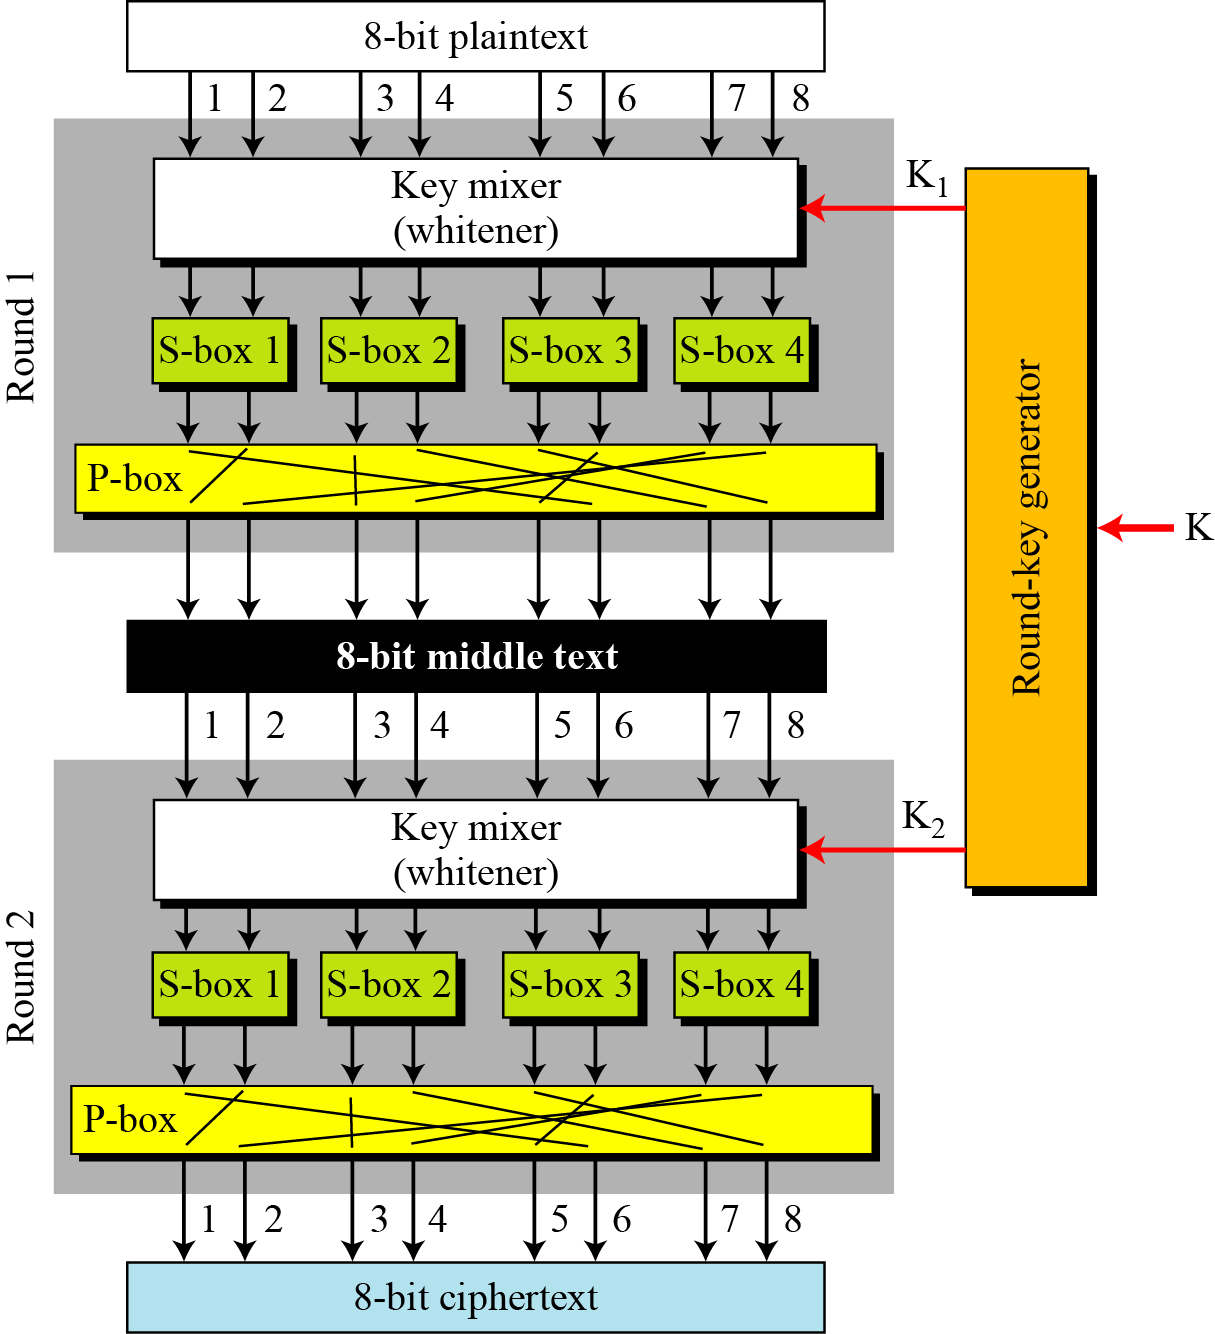 8-bit plaintext
1 2 3 4 5 6 7 8
Key mixer
(whitener)
K1
Round 1
S-box 1 S-box 2 S-box 3 S-box 4
P-box
Round-key generator
K
8-bit middle text
1 2 3 4 5 6 7 8
Key mixer
(whitener)
K2
Round 2
S-box 1 S-box 2 S-box 3 S-box 4
P-box
1 2 3 4 5 6 7 8
8-bit ciphertext